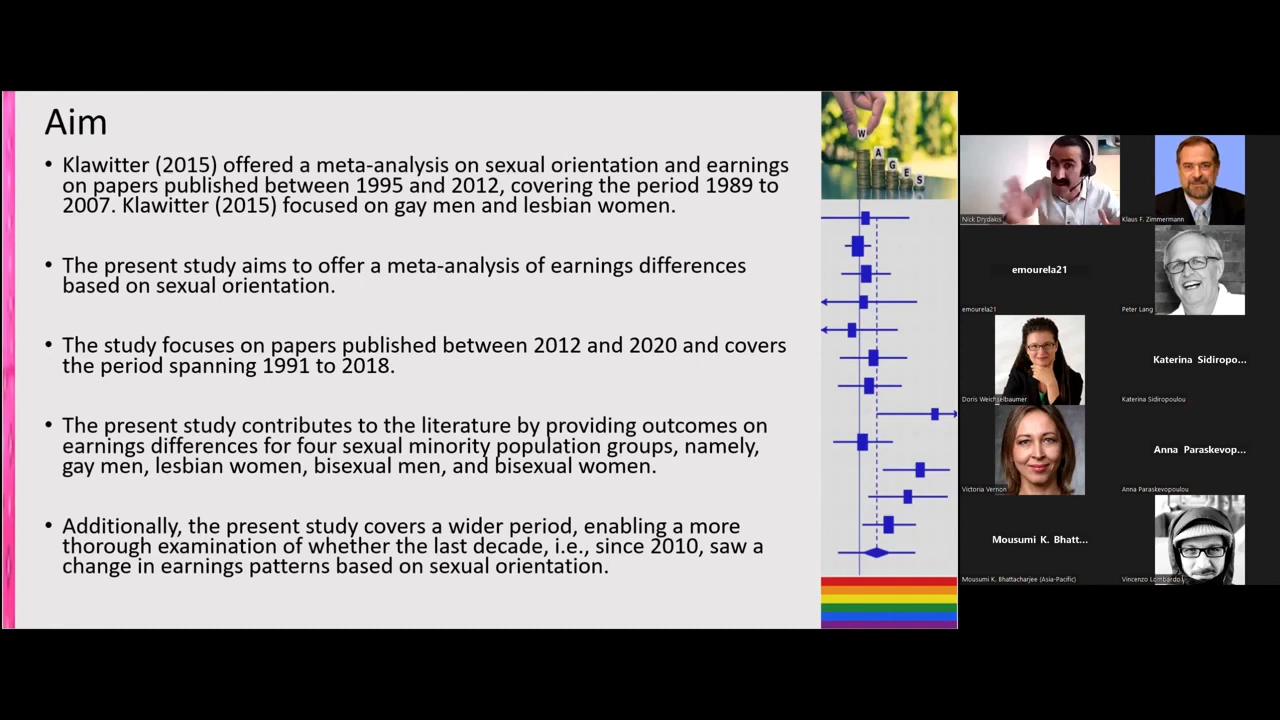 Aim
• Klawitter (2015) offered a meta-analysis on sexual orientation and earnings
on papers published between 1995 and 2012, covering the period 1989 to
2007. Klawitter (2015) focused on gay men and lesbian women.
• The present study aims to offer a meta-analysis of earnings differences
based on sexual orientation.
• The study focuses on papers published between 2012 and 2020 and covers
the period spanning 1991 to 2018.
• The present study contributes to the literature by providing outcomes on
earnings differences for four sexual minority population groups, namely,
gay men, lesbian women, bisexual men, and bisexual women.
• Additionally, the present study covers a wider period, enabling a more
thorough examination of whether the last decade, i.e., since 2010, saw a
change in earnings patterns based on sexual orientation.
W
A
G
E
S
Nick Drydakis
Klaus F. Zimmermann
emourela21
emourela21
Peter Lang
Doris Weichselbaumer
Katerina Sidiropo...
Katerina Sidiropoulou
Victoria Vernon
Anna Paraskevop...
Anna Paraskevopoulou
Mousumi K. Bhatt...
Mousumi K. Bhattacharjee (Asia-Pacific)
Vincenzo Lombardo